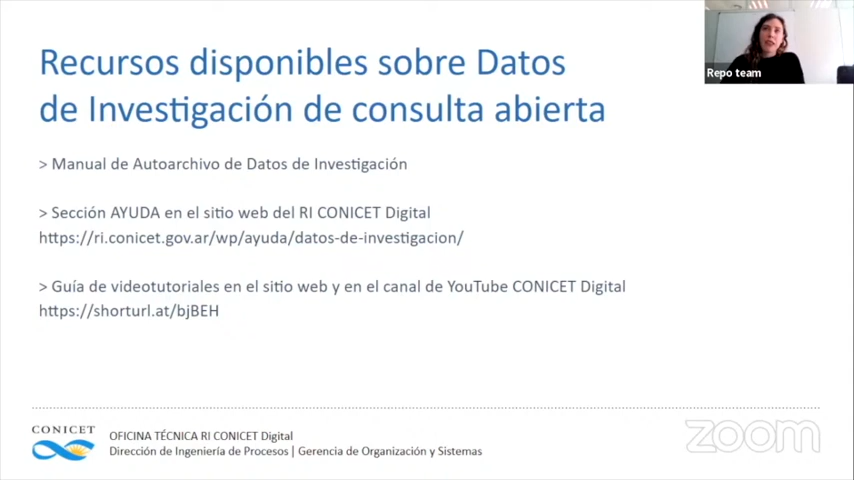 Recursos disponibles sobre Datos
de Investigación de consulta abierta
Repo team
> Manual de Autoarchivo de Datos de Investigación
> Sección AYUDA en el sitio web del RI CONICET Digital
https://ri.conicet.gov.ar/wp/ayuda/datos-de-investigacion/
> Guía de videotutoriales en el sitio web y en el canal de YouTube CONICET Digital
https://shorturl.at/bjBEH
CONICET
OFICINA TÉCNICA RI CONICET Digital
Dirección de Ingeniería de Procesos | Gerencia de Organización y Sistemas
zoom